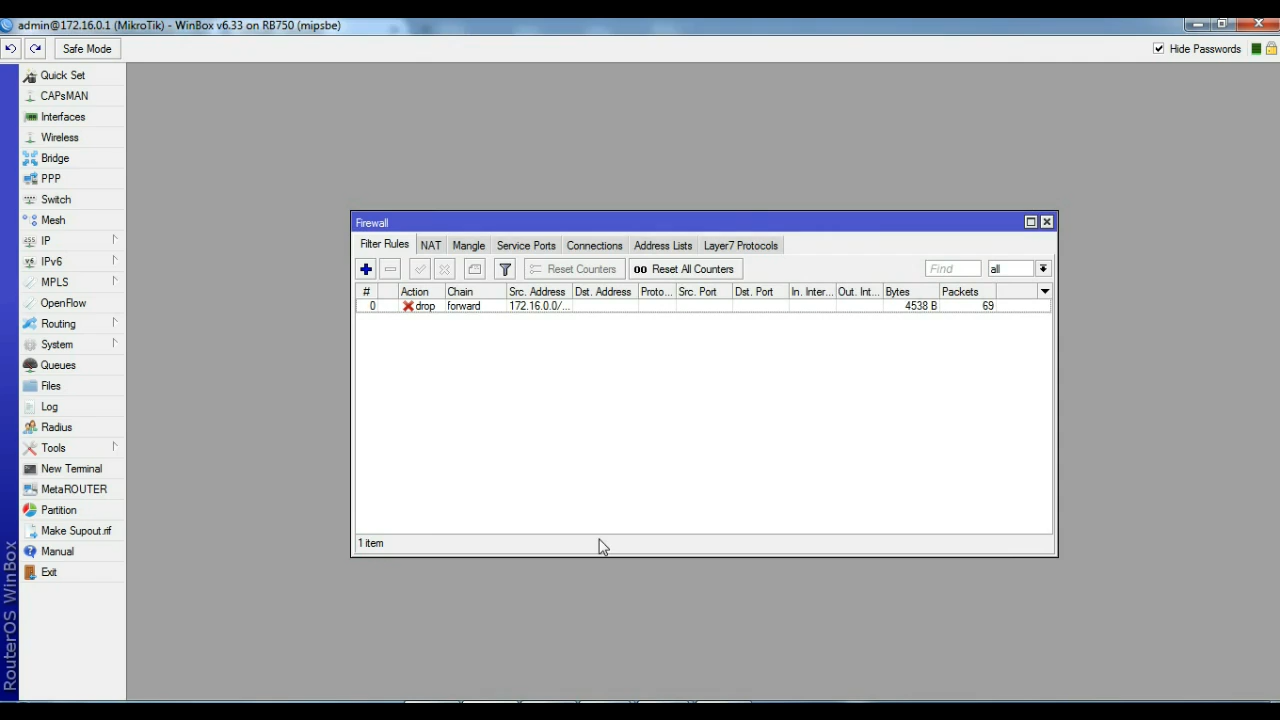 admin@172.16.0.1 (MikroTik) - WinBox v6.33 on RB750 (mipsbe)
Safe Mode
Hide Passwords
Quick Set
CAPsMAN
Interfaces
Wireless
Bridge
PPP
Switch
Mesh
IP
IPv6
MPLS
OpenFlow
Routing
System
Queues
Files
Log
Radius
Tools
New Terminal
MetaROUTER
Partition
Make Supout.rif
Manual
Exit
RouterOS WinBox
Firewall
Filter Rules NAT Mangle Service Ports Connections Address Lists Layer7 Protocols
Reset Counters 00 Reset All Counters Find all
# Action Chain Src. Address Dst. Address Proto... Src. Port Dst. Port In. Inter... Out. Int... Bytes Packets
0 drop forward 172.16.0.0/... 4538 B 69
1 item